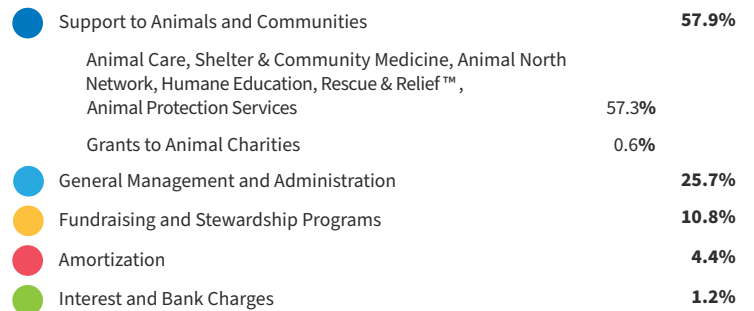 Support to Animals and Communities 57.9%
Animal Care, Shelter & Community Medicine, Animal North
Network, Humane Education, Rescue & Relief™,
Animal Protection Services 57.3%
Grants to Animal Charities 0.6%
General Management and Administration 25.7%
Fundraising and Stewardship Programs 10.8%
Amortization 4.4%
Interest and Bank Charges 1.2%